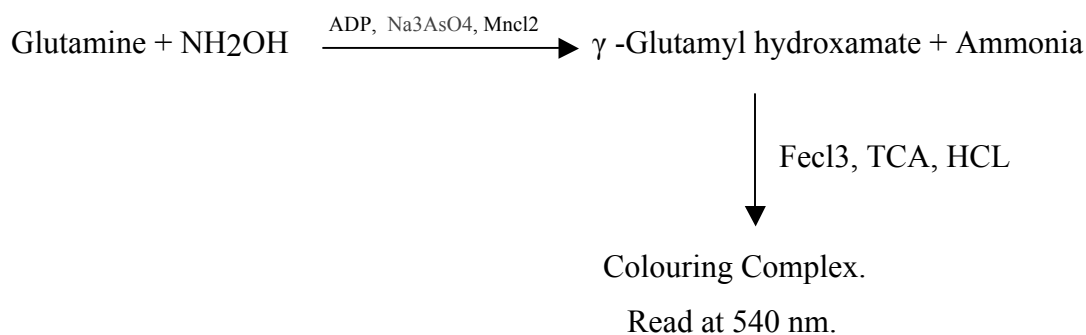 ADP, Na3AsO4, Mncl2
Glutamine + NH2OH γ -Glutamyl hydroxamate + Ammonia
Fecl3, TCA, HCL
Colouring Complex.
Read at 540 nm.